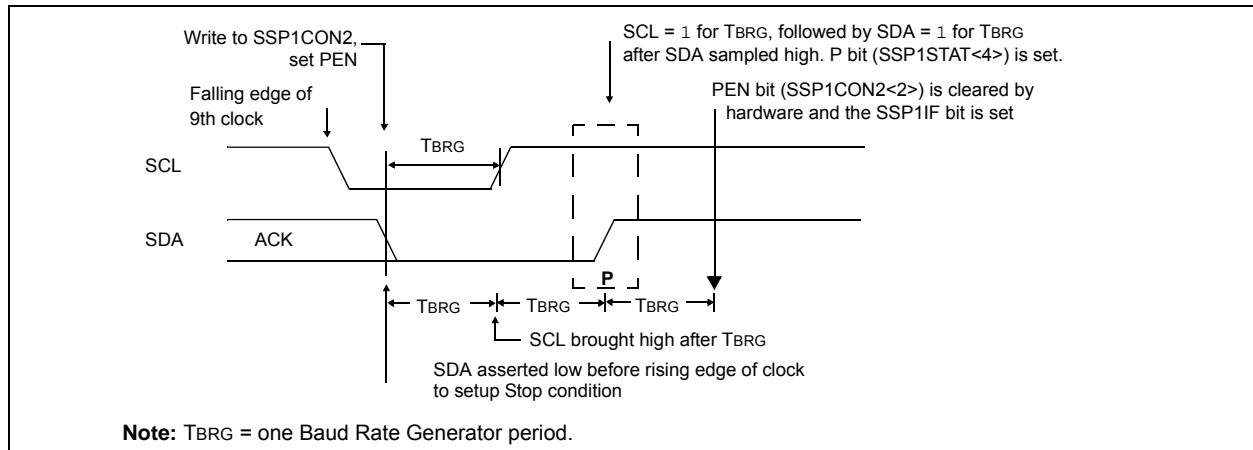 Write to SSP1CON2,
set PEN
SCL = 1 for TBRG, followed by SDA = 1 for TBRG
after SDA sampled high. P bit (SSP1STAT<4>) is set.
Falling edge of
9th clock
PEN bit (SSP1CON2<2>) is cleared by
hardware and the SSP1IF bit is set
TBRG
SCL
SDA
ACK
P
TBRG
TBRG
TBRG
SCL brought high after TBRG
SDA asserted low before rising edge of clock
to setup Stop condition
Note: TBRG = one Baud Rate Generator period.